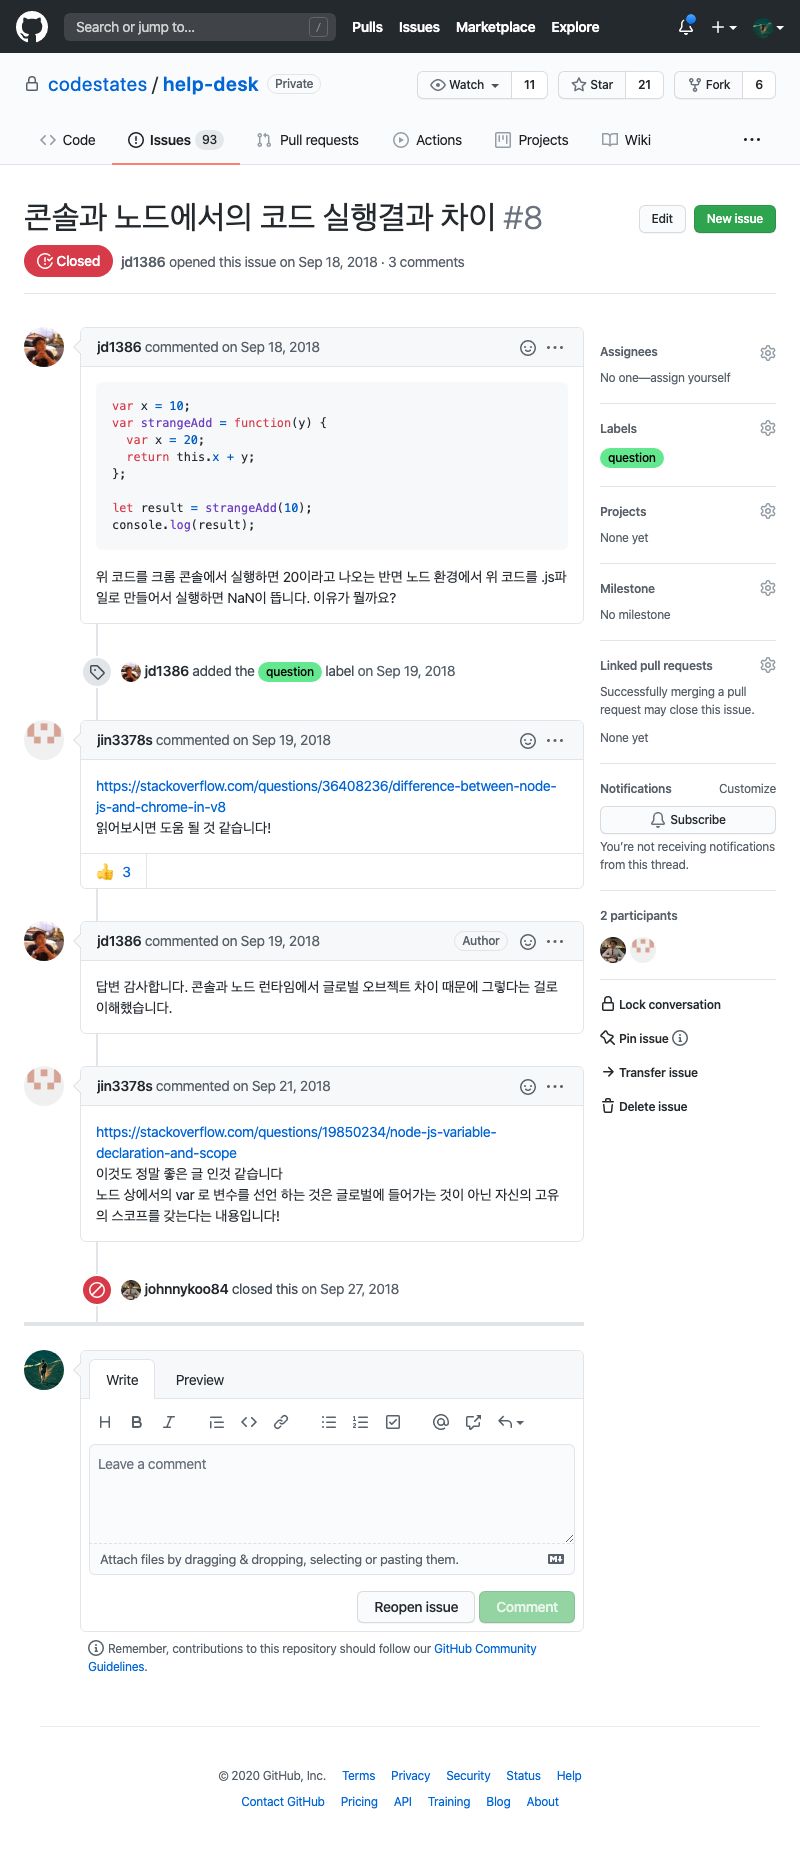 Search or jump to... /
Pulls Issues Marketplace Explore
codestates / help-desk Private
Watch 11 Star 21 Fork 6
Code Issues 93 Pull requests Actions Projects Wiki ...
콘솔과 노드에서의 코드 실행결과 차이 #8
Edit New issue
Closed jd1386 opened this issue on Sep 18, 2018 · 3 comments
jd1386 commented on Sep 18, 2018
var x = 10;
var strangeAdd = function(y) {
  var x = 20;
  return this.x + y;
};
let result = strangeAdd(10);
console.log(result);
위 코드를 크롬 콘솔에서 실행하면 20이라고 나오는 반면 노드 환경에서 위 코드를 .js파
일로 만들어서 실행하면 NaN이 뜹니다. 이유가 뭘까요?
jd1386 added the question label on Sep 19, 2018
jin3378s commented on Sep 19, 2018
https://stackoverflow.com/questions/36408236/difference-between-node-
js-and-chrome-in-v8
읽어보시면 도움 될 것 같습니다!
👍 3
jd1386 commented on Sep 19, 2018 Author
답변 감사합니다. 콘솔과 노드 런타임에서 글로벌 오브젝트 차이 때문에 그렇다는 걸로
이해했습니다.
jin3378s commented on Sep 21, 2018
https://stackoverflow.com/questions/19850234/node-js-variable-
declaration-and-scope
이것도 정말 좋은 글 인것 같습니다
노드 상에서의 var 로 변수를 선언 하는 것은 글로벌에 들어가는 것이 아닌 자신의 고유
의 스코프를 갖는다는 내용입니다!
johnnykoo84 closed this on Sep 27, 2018
Write Preview
H B I
Leave a comment
Attach files by dragging & dropping, selecting or pasting them.
Reopen issue Comment
Remember, contributions to this repository should follow our GitHub Community
Guidelines.
Assignees
No one—assign yourself
Labels
question
Projects
None yet
Milestone
No milestone
Linked pull requests
Successfully merging a pull
request may close this issue.
None yet
Notifications Customize
Subscribe
You're not receiving notifications
from this thread.
2 participants
Lock conversation
Pin issue
Transfer issue
Delete issue
© 2020 GitHub, Inc. Terms Privacy Security Status Help
Contact GitHub Pricing API Training Blog About